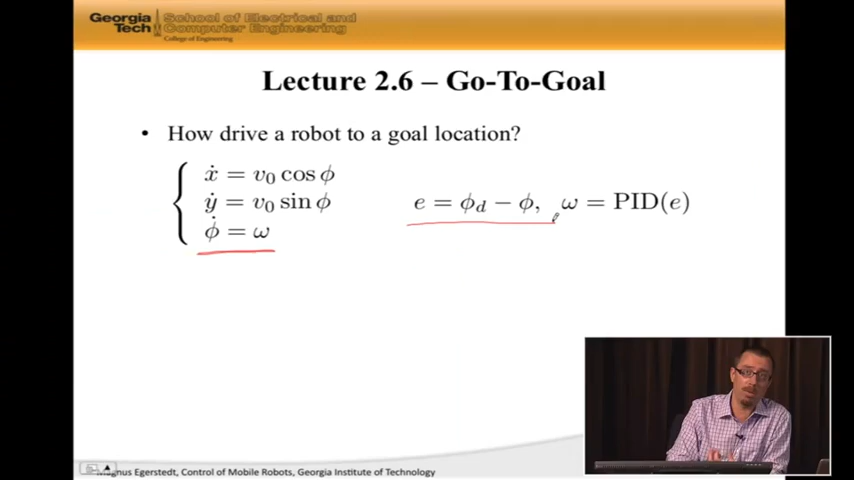 Georgia Tech
School of Electrical and Computer Engineering
College of Engineering
Lecture 2.6 – Go-To-Goal
• How drive a robot to a goal location?
ẋ = v₀ cos ϕ
ẏ = v₀ sin ϕ
e = ϕ_d − ϕ, ω = PID(e)
ϕ̇ = ω
Magnus Egerstedt, Control of Mobile Robots, Georgia Institute of Technology